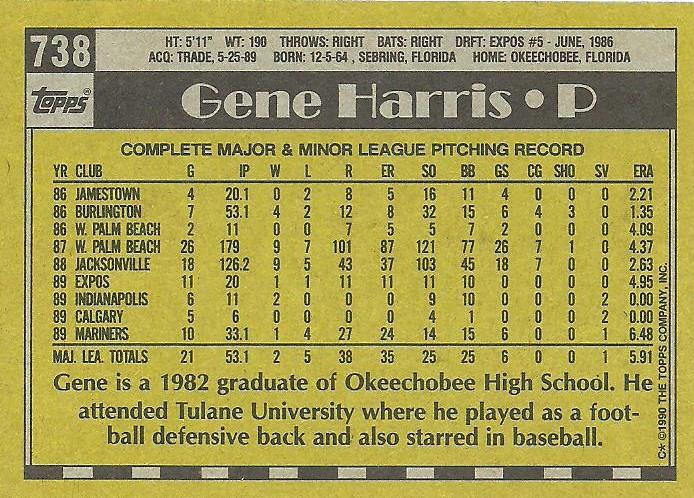 738
HT: 5'11" WT: 190 THROWS: RIGHT BATS: RIGHT DRFT: EXPOS #5 - JUNE, 1986
ACQ: TRADE, 5-25-89 BORN: 12-5-64 , SEBRING, FLORIDA HOME: OKEECHOBEE, FLORIDA
Topps®
Gene Harris • P
COMPLETE MAJOR & MINOR LEAGUE PITCHING RECORD
YR CLUB G IP W L R ER SO BB GS CG SHO SV ERA
86 JAMESTOWN 4 20.1 0 2 8 5 16 11 4 0 0 0 2.21
86 BURLINGTON 7 53.1 4 2 12 8 32 15 6 4 3 0 1.35
86 W. PALM BEACH 2 11 0 0 7 5 5 7 2 0 0 0 4.09
87 W. PALM BEACH 26 179 9 7 101 87 121 77 26 7 1 0 4.37
88 JACKSONVILLE 18 126.2 9 5 43 37 103 45 18 7 0 0 2.63
89 EXPOS 11 20 1 1 11 11 11 10 0 0 0 0 4.95
89 INDIANAPOLIS 6 11 2 0 0 0 9 10 0 0 0 2 0.00
89 CALGARY 5 6 0 0 0 0 4 1 0 0 0 2 0.00
89 MARINERS 10 33.1 1 4 27 24 14 15 6 0 0 1 6.48
MAJ. LEA. TOTALS 21 53.1 2 5 38 35 25 25 6 0 0 1 5.91
Gene is a 1982 graduate of Okeechobee High School. He
attended Tulane University where he played as a foot-
ball defensive back and also starred in baseball.
C* ©1990 THE TOPPS COMPANY, INC.